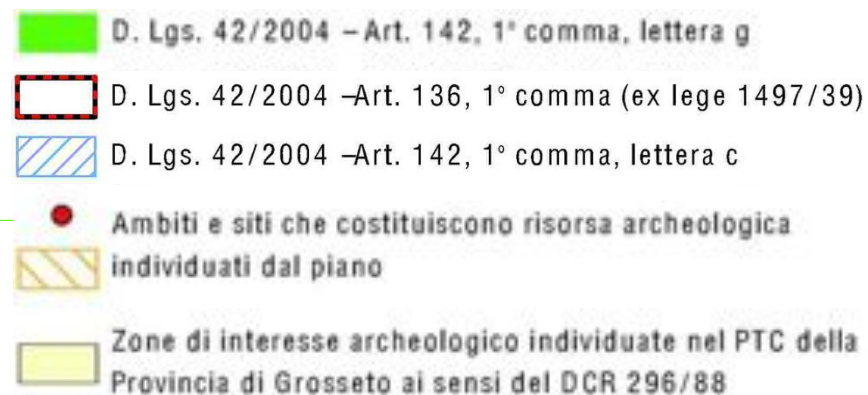 D. Lgs. 42/2004 – Art. 142, 1° comma, lettera g
D. Lgs. 42/2004 –Art. 136, 1° comma (ex lege 1497/39)
D. Lgs. 42/2004 –Art. 142, 1° comma, lettera c
Ambiti e siti che costituiscono risorsa archeologica
individuati dal piano
Zone di interesse archeologico individuate nel PTC della
Provincia di Grosseto ai sensi del DCR 296/88